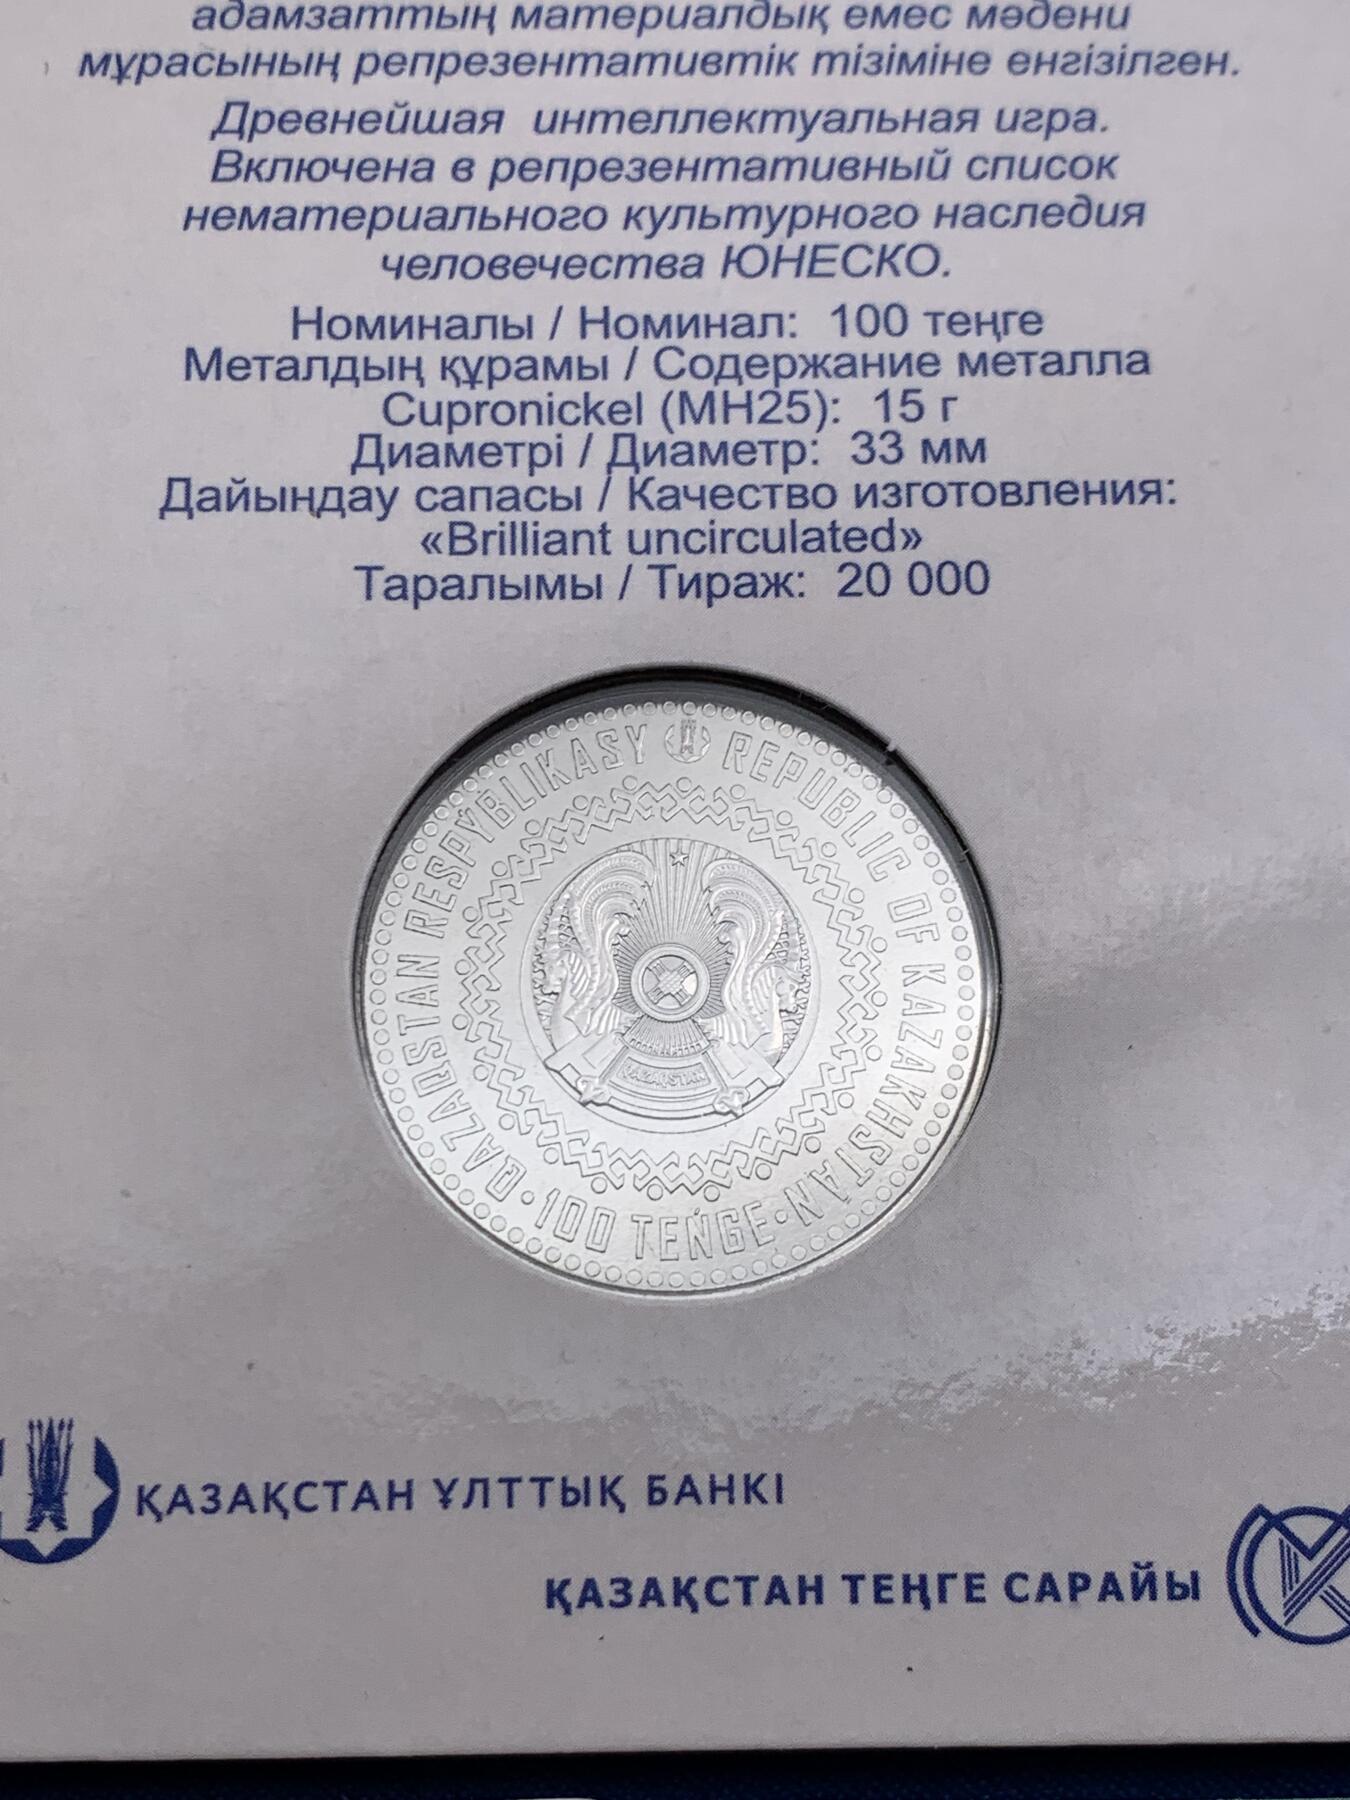 адамзаттың материалдық емес мәдени
мұрасының репрезентативтік тізіміне енгізілген.
Древнейшая интеллектуальная игра.
Включена в репрезентативный список
нематериального культурного наследия
человечества ЮНЕСКО.
Номиналы / Номинал: 100 теңге
Металдың құрамы / Содержание металла
Cupronickel (МН25): 15 г
Диаметрі / Диаметр: 33 мм
Дайындау сапасы / Качество изготовления:
«Brilliant uncirculated»
Таралымы / Тираж: 20 000
QAZAQSTAN RESPÝBLIKASY
REPUBLIC OF KAZAKHSTAN
QAZAQSTAN
• 100 TEŃGE •
ҚАЗАҚСТАН ҰЛТТЫҚ БАНКІ
ҚАЗАҚСТАН ТЕҢГЕ САРАЙЫ